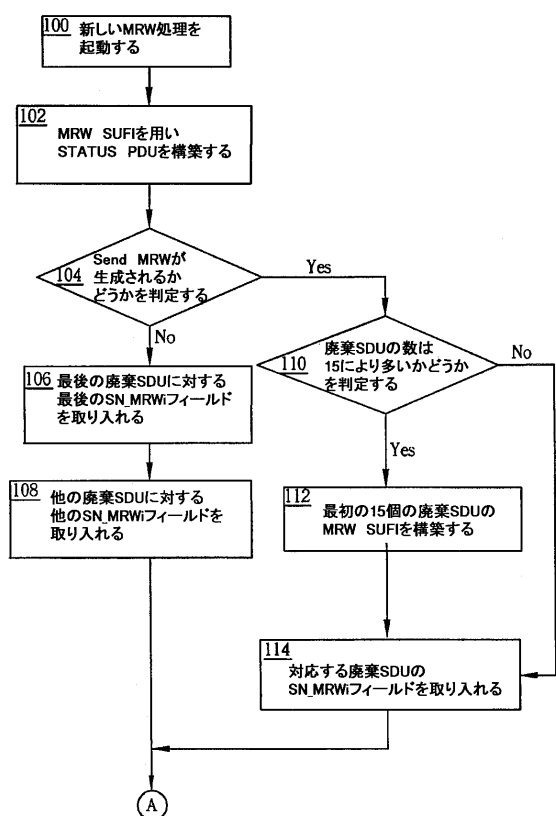 100 新しいMRW処理を
起動する
102
MRW SUFIを用い
STATUS PDUを構築する
Send MRWが
104 生成されるか
どうかを判定する
Yes
No
廃棄SDUの数は
110 15により多いかどうか
を判定する
No
Yes
106 最後の廃棄SDUに対する
最後のSN_MRWiフィールド
を取り入れる
108 他の廃棄SDUに対する
他のSN_MRWiフィールドを
取り入れる
112
最初の15個の廃棄SDUの
MRW SUFIを構築する
114
対応する廃棄SDUの
SN_MRWiフィールドを取り入れる
A